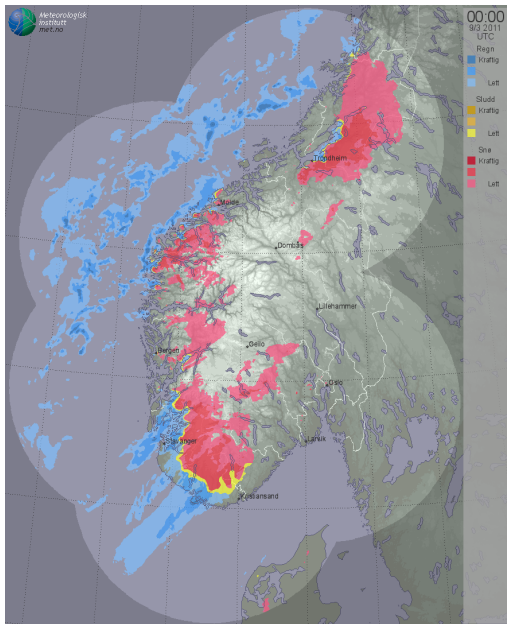 Meteorologisk
institutt
met.no
00:00
9/3 2011
UTC
Regn
Kraftig
Lett
Sludd
Kraftig
Lett
Snø
Kraftig
Lett
Trondheim
Molde
Dombås
Lillehammer
Bergen
Geilo
Oslo
Stavanger
Larvik
Kristiansand